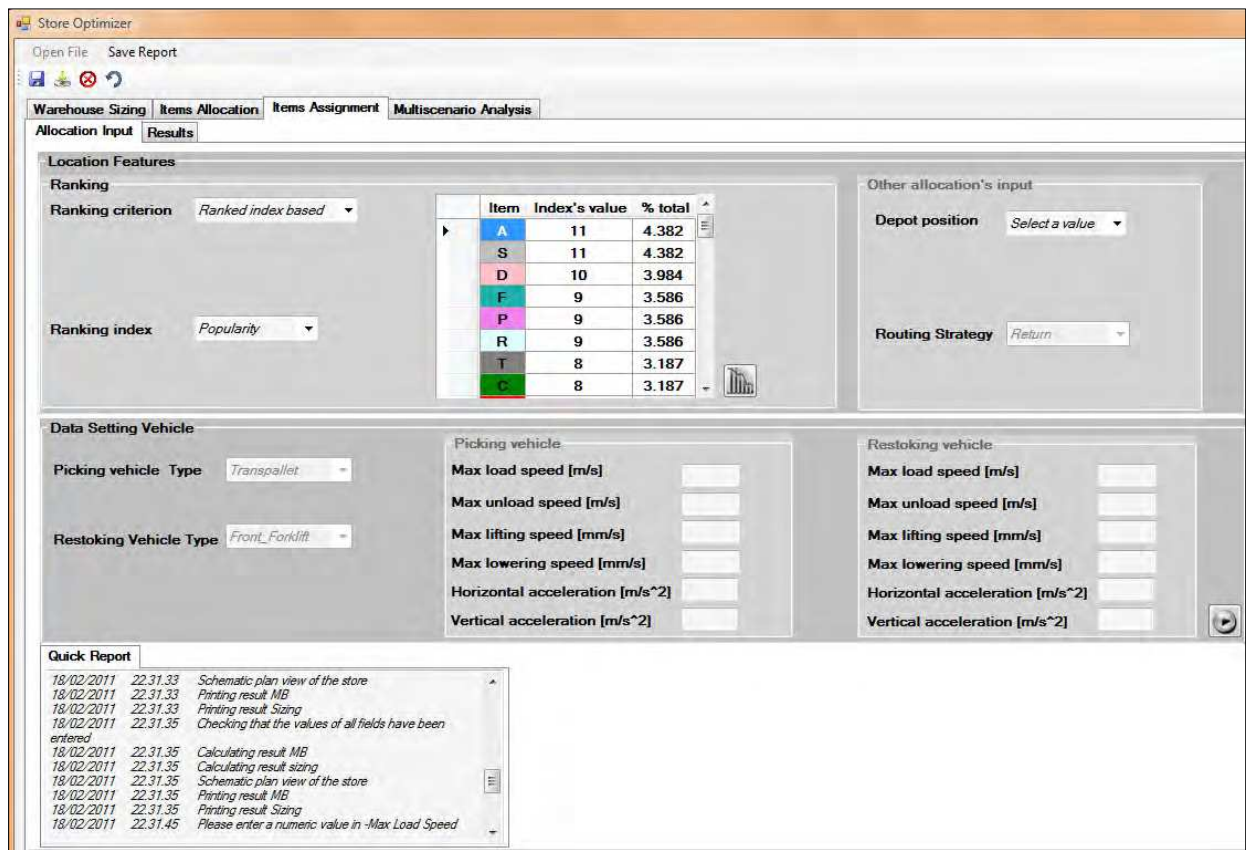 Store Optimizer
Open File Save Report
Warehouse Sizing Items Allocation Items Assignment Multiscenario Analysis
Allocation Input Results
Location Features
Ranking
Ranking criterion Ranked index based
Ranking index Popularity
Item Index's value % total
A 11 4.382
S 11 4.382
D 10 3.984
F 9 3.586
P 9 3.586
R 9 3.586
T 8 3.187
C 8 3.187
Other allocation's input
Depot position Select a value
Routing Strategy Return
Data Setting Vehicle
Picking vehicle Type Transpallet
Restoking Vehicle Type Front_Forklift
Picking vehicle
Max load speed [m/s]
Max unload speed [m/s]
Max lifting speed [mm/s]
Max lowering speed [mm/s]
Horizontal acceleration [m/s^2]
Vertical acceleration [m/s^2]
Restoking vehicle
Max load speed [m/s]
Max unload speed [m/s]
Max lifting speed [mm/s]
Max lowering speed [mm/s]
Horizontal acceleration [m/s^2]
Vertical acceleration [m/s^2]
Quick Report
18/02/2011 22.31.33 Schematic plan view of the store
18/02/2011 22.31.33 Printing result MB
18/02/2011 22.31.33 Printing result Sizing
18/02/2011 22.31.35 Checking that the values of all fields have been
entered
18/02/2011 22.31.35 Calculating result MB
18/02/2011 22.31.35 Calculating result sizing
18/02/2011 22.31.35 Schematic plan view of the store
18/02/2011 22.31.35 Printing result MB
18/02/2011 22.31.35 Printing result Sizing
18/02/2011 22.31.45 Please enter a numeric value in -Max Load Speed